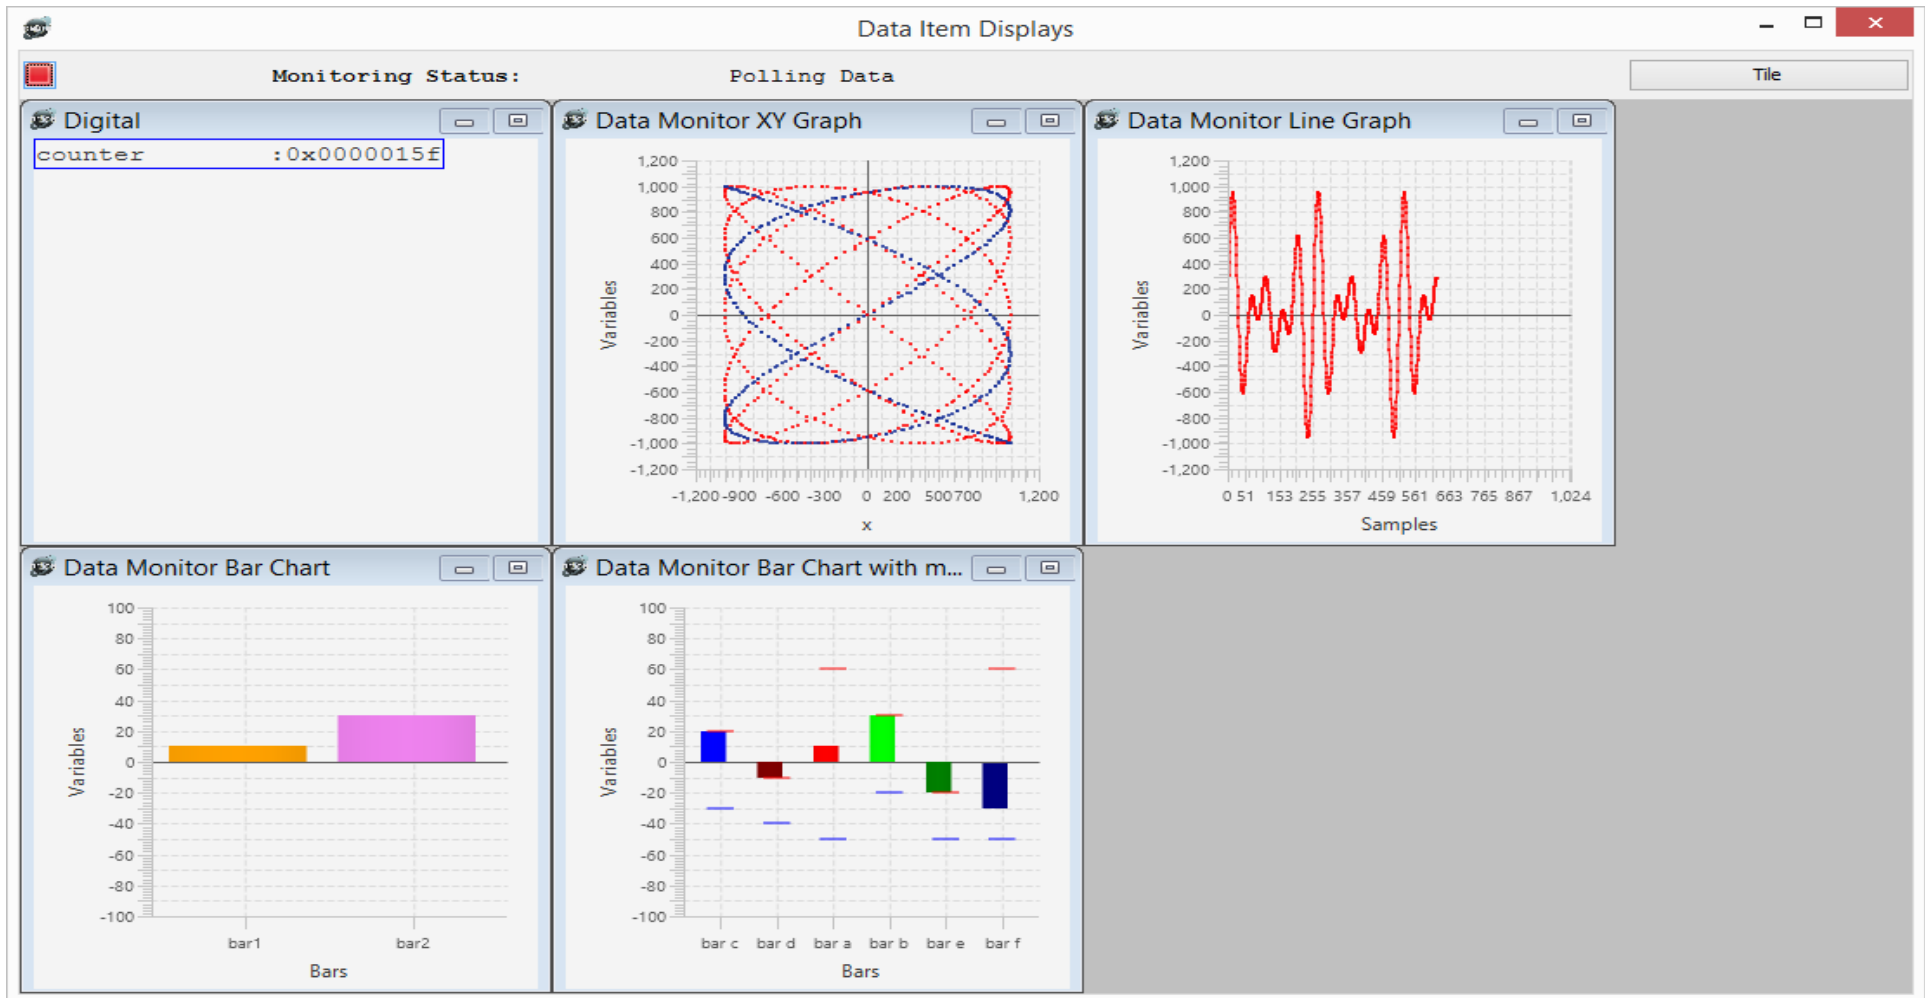 Data Item Displays
Monitoring Status: Polling Data
Tile
Digital
counter :0x0000015f
Data Monitor XY Graph
1,200
1,000
800
600
400
200
0
-200
-400
-600
-800
-1,000
-1,200
Variables
-1,200 -900 -600 -300 0 200 500 700 1,200
x
Data Monitor Line Graph
1,200
1,000
800
600
400
200
0
-200
-400
-600
-800
-1,000
-1,200
Variables
0 51 153 255 357 459 561 663 765 867 1,024
Samples
Data Monitor Bar Chart
100
80
60
40
20
0
-20
-40
-60
-80
-100
Variables
bar1 bar2
Bars
Data Monitor Bar Chart with m...
100
80
60
40
20
0
-20
-40
-60
-80
-100
Variables
bar c bar d bar a bar b bar e bar f
Bars